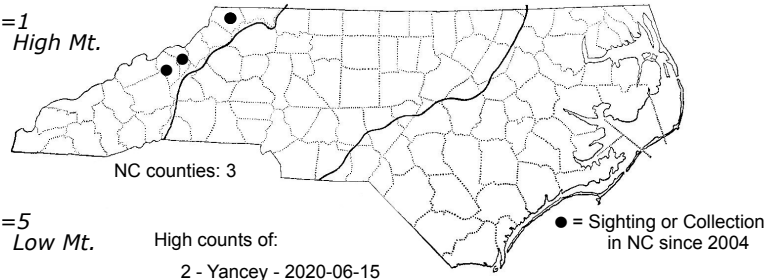 =1
High Mt.
NC counties: 3
=5
Low Mt.
High counts of:
2 - Yancey - 2020-06-15
= Sighting or Collection
in NC since 2004